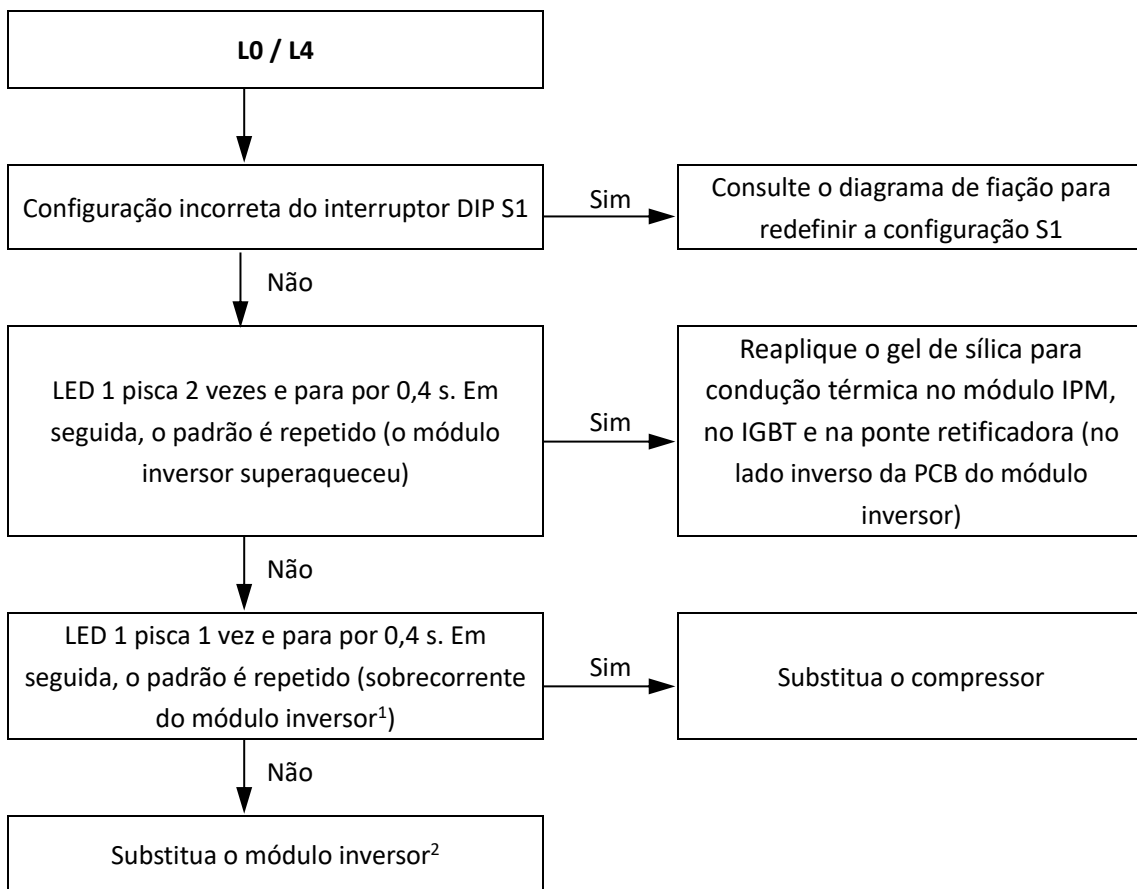 L0 / L4
Configuração incorreta do interruptor DIP S1
Sim
Consulte o diagrama de fiação para
redefinir a configuração S1
Não
LED 1 pisca 2 vezes e para por 0,4 s. Em
seguida, o padrão é repetido (o módulo
inversor superaqueceu)
Sim
Reaplique o gel de sílica para
condução térmica no módulo IPM,
no IGBT e na ponte retificadora (no
lado inverso da PCB do módulo
inversor)
Não
LED 1 pisca 1 vez e para por 0,4 s. Em
seguida, o padrão é repetido (sobrecorrente
do módulo inversor¹)
Sim
Substitua o compressor
Não
Substitua o módulo inversor²